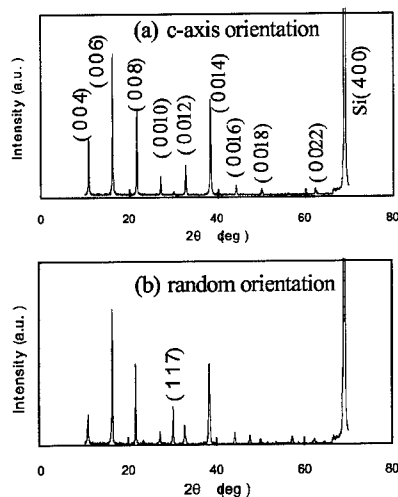 (a) c-axis orientation
Intensity (a.u.)
(004)
(006)
(008)
(0010)
(0012)
(0014)
(0016)
(0018)
(0022)
Si(400)
0 20 40 60 80
2θ deg )
(b) random orientation
Intensity (a.u.)
(117)
0 20 40 60 80
2θ ( deg )